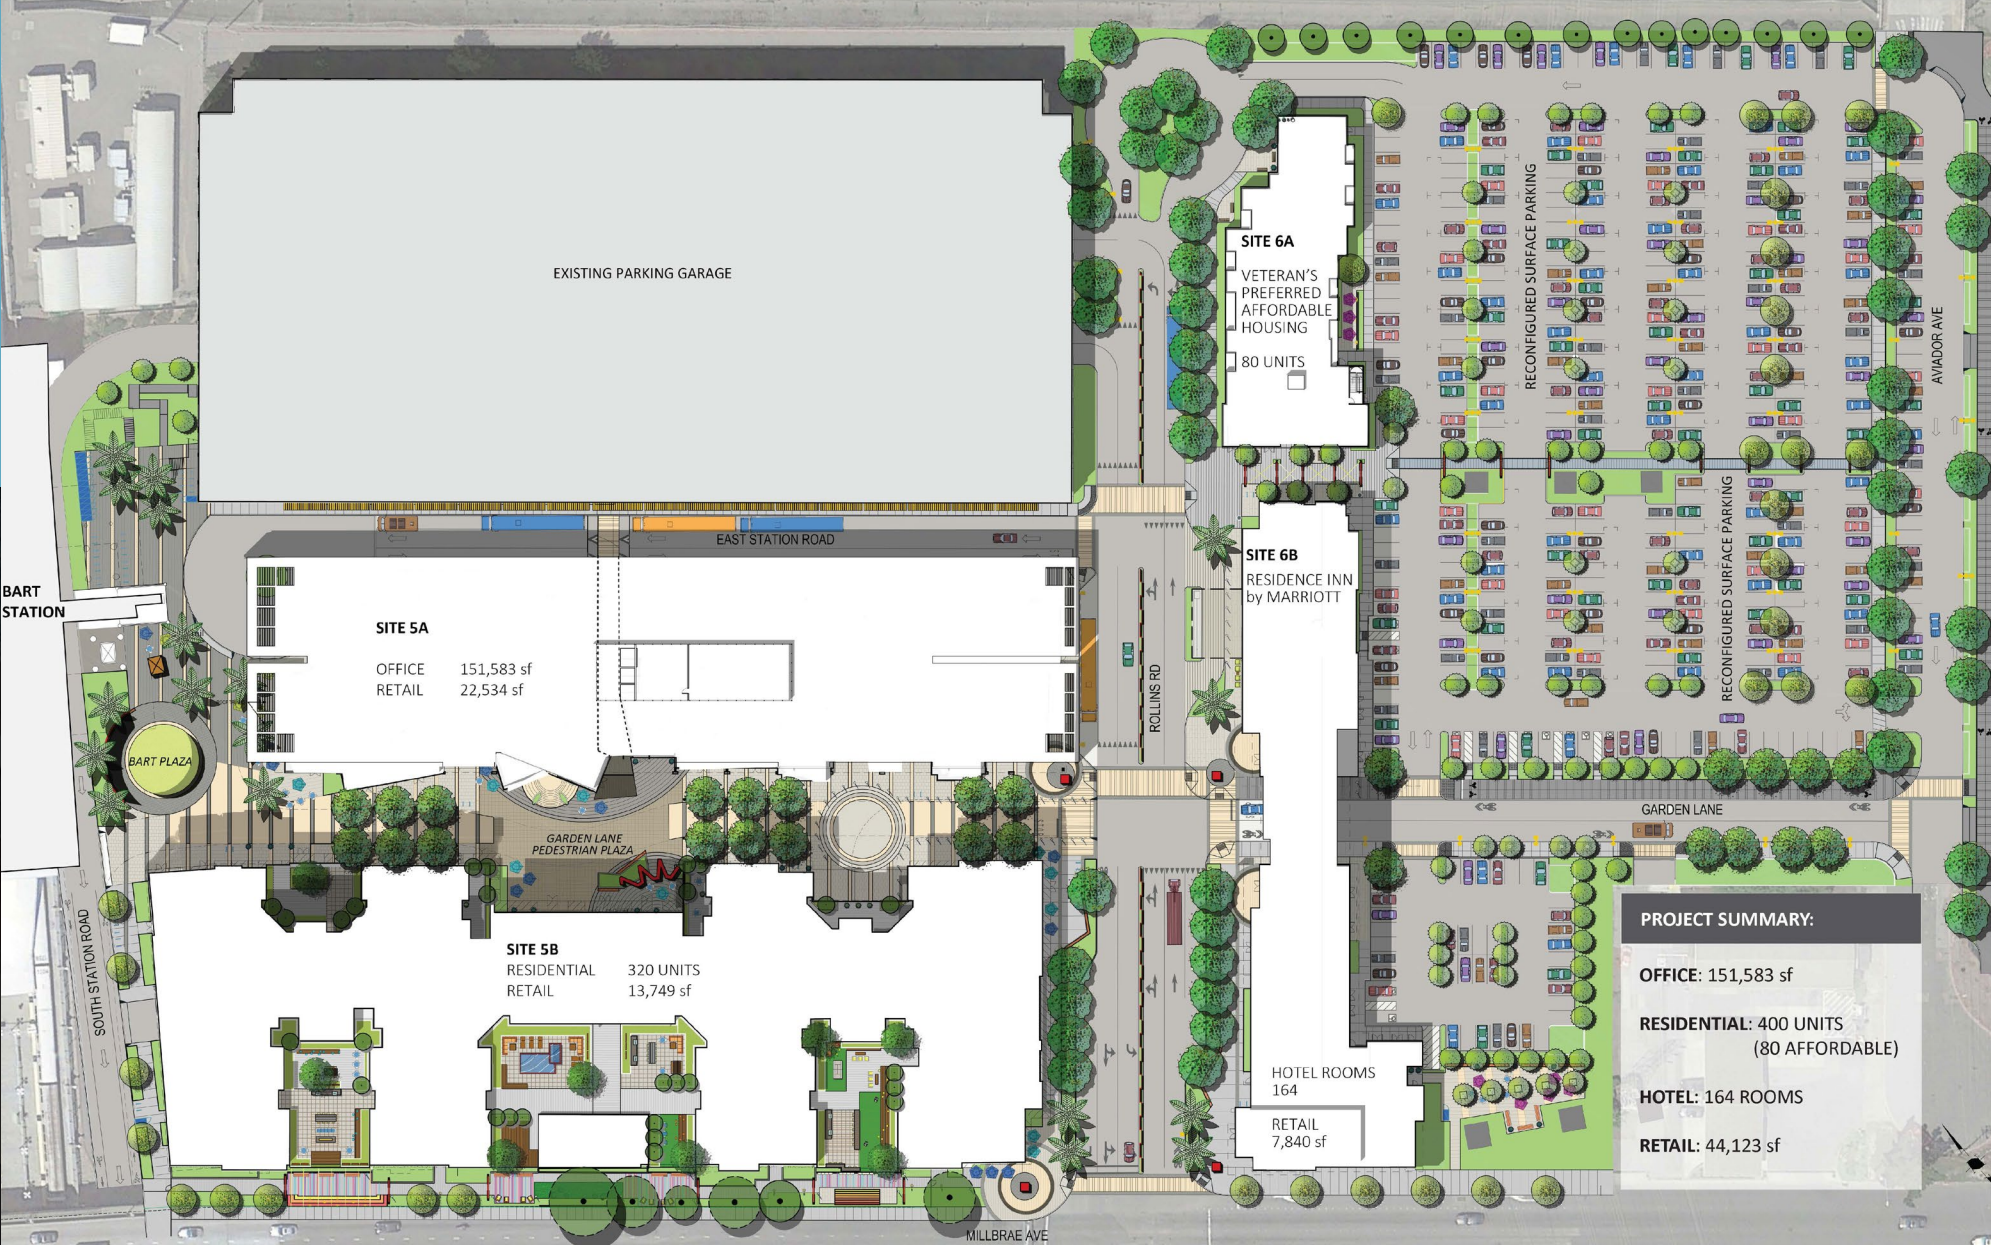 EXISTING PARKING GARAGE
SITE 6A
VETERAN'S
PREFERRED
AFFORDABLE
HOUSING
80 UNITS
RECONFIGURED SURFACE PARKING
AVIADOR AVE
EAST STATION ROAD
BART
STATION
SITE 5A
OFFICE 151,583 sf
RETAIL 22,534 sf
SITE 6B
RESIDENCE INN
by MARRIOTT
RECONFIGURED SURFACE PARKING
ROLLINS RD
BART PLAZA
GARDEN LANE
PEDESTRIAN PLAZA
GARDEN LANE
SITE 5B
RESIDENTIAL 320 UNITS
RETAIL 13,749 sf
SOUTH STATION ROAD
HOTEL ROOMS
164
RETAIL
7,840 sf
MILLBRAE AVE
PROJECT SUMMARY:
OFFICE: 151,583 sf
RESIDENTIAL: 400 UNITS
(80 AFFORDABLE)
HOTEL: 164 ROOMS
RETAIL: 44,123 sf